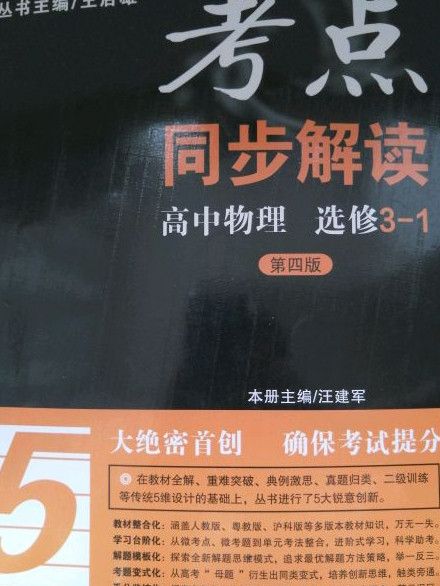 丛书主编/王后雄
考点
同步解读
高中物理 选修3-1
第四版
本册主编/汪建军
5
大绝密首创 确保考试提分
在教材全解、重难突破、典例激思、真题归类、二级训练
等传统5维设计的基础上，丛书进行了5大锐意创新。
教材整合化：涵盖人教版、粤教版、沪科版等多版本教材知识，万无一失。
学习台阶化：从微考点、微考题到单元考法整合，进阶式学习，科学助考。
解题模板化：探索全新解题思维模式，追求最优解题方法策略，举一反三。
考题变式化：从高考“母题”衍生出同类变式，培养创新思维，触类旁通。